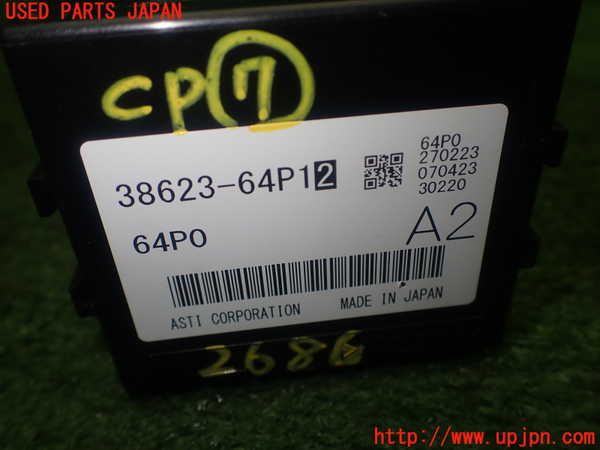 USED PARTS JAPAN
CP⑦
38623-64P12
64P0
64P0
270223
070423
30220
A2
ASTI CORPORATION MADE IN JAPAN
2686
http://www.upjpn.com/